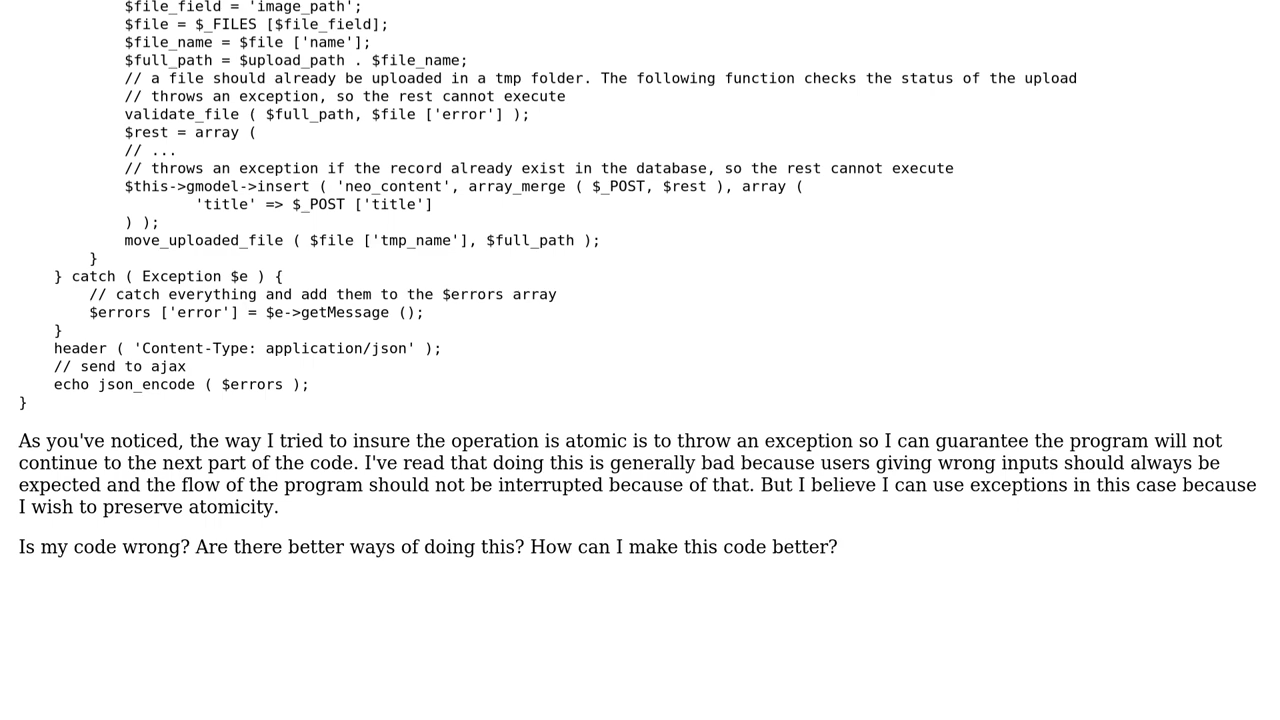 $file_field = 'image_path';
$file = $_FILES [$file_field];
$file_name = $file ['name'];
$full_path = $upload_path . $file_name;
// a file should already be uploaded in a tmp folder. The following function checks the status of the upload
// throws an exception, so the rest cannot execute
validate_file ( $full_path, $file ['error'] );
$rest = array (
// ...
// throws an exception if the record already exist in the database, so the rest cannot execute
$this->gmodel->insert ( 'neo_content', array_merge ( $_POST, $rest ), array (
'title' => $_POST ['title']
) );
move_uploaded_file ( $file ['tmp_name'], $full_path );
}
} catch ( Exception $e ) {
// catch everything and add them to the $errors array
$errors ['error'] = $e->getMessage ();
}
header ( 'Content-Type: application/json' );
// send to ajax
echo json_encode ( $errors );
}
As you've noticed, the way I tried to insure the operation is atomic is to throw an exception so I can guarantee the program will not
continue to the next part of the code. I've read that doing this is generally bad because users giving wrong inputs should always be
expected and the flow of the program should not be interrupted because of that. But I believe I can use exceptions in this case because
I wish to preserve atomicity.
Is my code wrong? Are there better ways of doing this? How can I make this code better?